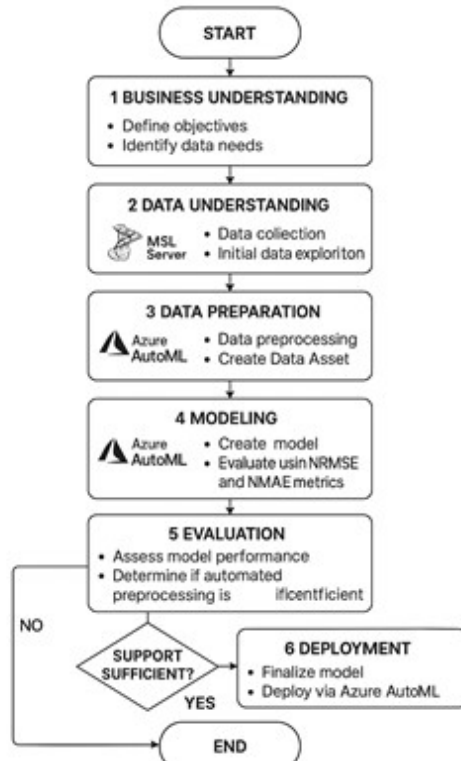 START
1 BUSINESS UNDERSTANDING
• Define objectives
• Identify data needs
2 DATA UNDERSTANDING
MSL
Server
• Data colection
• Initial data exploriton
3 DATA PREPARATION
Azure
AutoML
• Data preprocessing
• Create Data Asset
4 MODELING
Azure
AutoML
• Create model
• Evaluate usin NRMSE
and NMAE metrics
5 EVALUATION
• Assess model performance
• Determine if automated
preprocessing is ificentficient
NO
SUPPORT
SUFFICIENT?
YES
6 DEPLOYMENT
• Finalize model
• Deploy via Azure AutoML
END